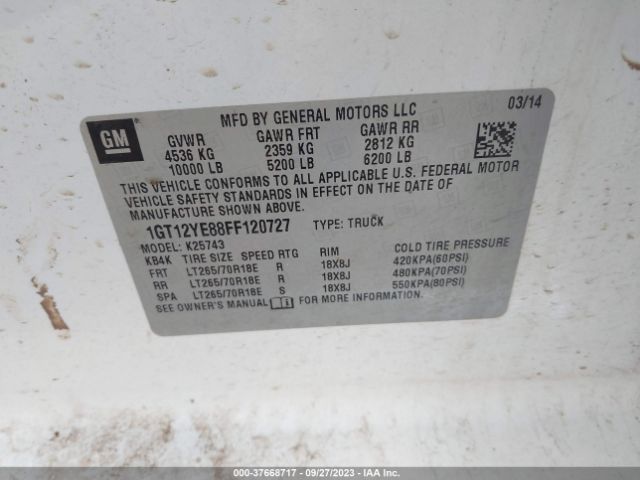 GM
MFD BY GENERAL MOTORS LLC 03/14
GVWR GAWR FRT GAWR RR
4536 KG 2359 KG 2812 KG
10000 LB 5200 LB 6200 LB
THIS VEHICLE CONFORMS TO ALL APPLICABLE U.S. FEDERAL MOTOR
VEHICLE SAFETY STANDARDS IN EFFECT ON THE DATE OF
MANUFACTURE SHOWN ABOVE.
1GT12YE88FF120727 TYPE: TRUCK
MODEL: K25743
KB4K TIRE SIZE SPEED RTG RIM COLD TIRE PRESSURE
FRT LT265/70R18E R 18X8J 420KPA(60PSI)
RR LT265/70R18E R 18X8J 480KPA(70PSI)
SPA LT265/70R18E S 18X8J 550KPA(80PSI)
SEE OWNER'S MANUAL FOR MORE INFORMATION.
000-37668717 - 09/27/2023 - IAA Inc.